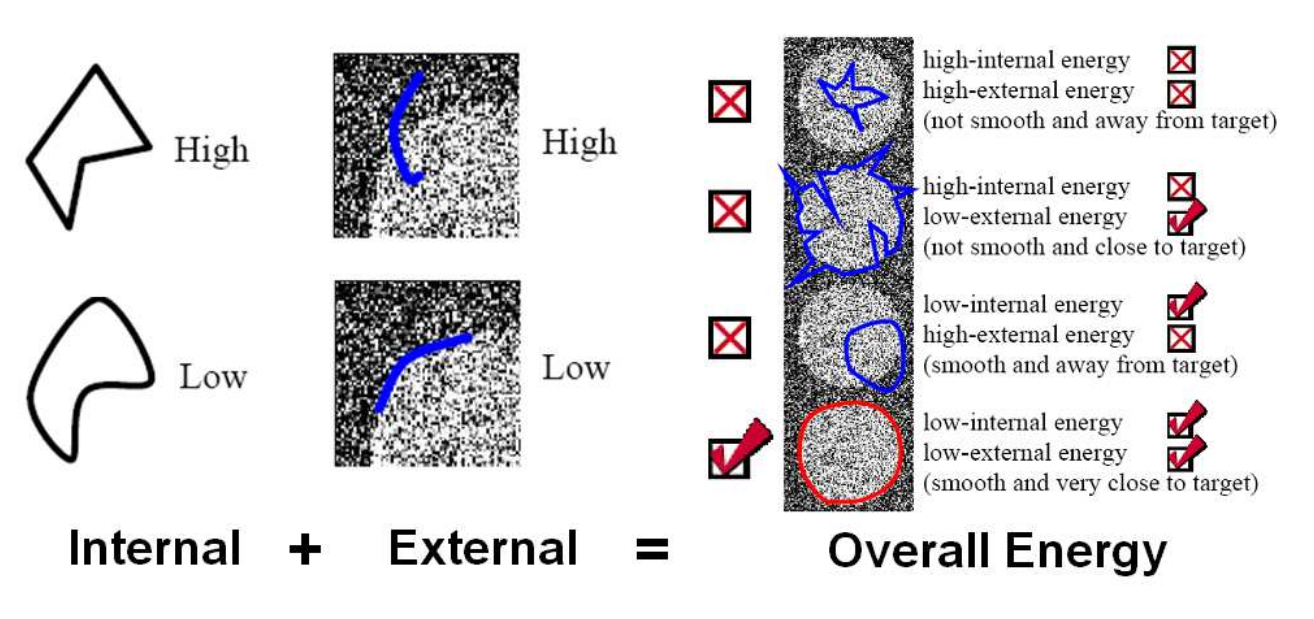 High
High
Low
Low
high-internal energy
high-external energy
(not smooth and away from target)
high-internal energy
low-external energy
(not smooth and close to target)
low-internal energy
high-external energy
(smooth and away from target)
low-internal energy
low-external energy
(smooth and very close to target)
Internal + External = Overall Energy